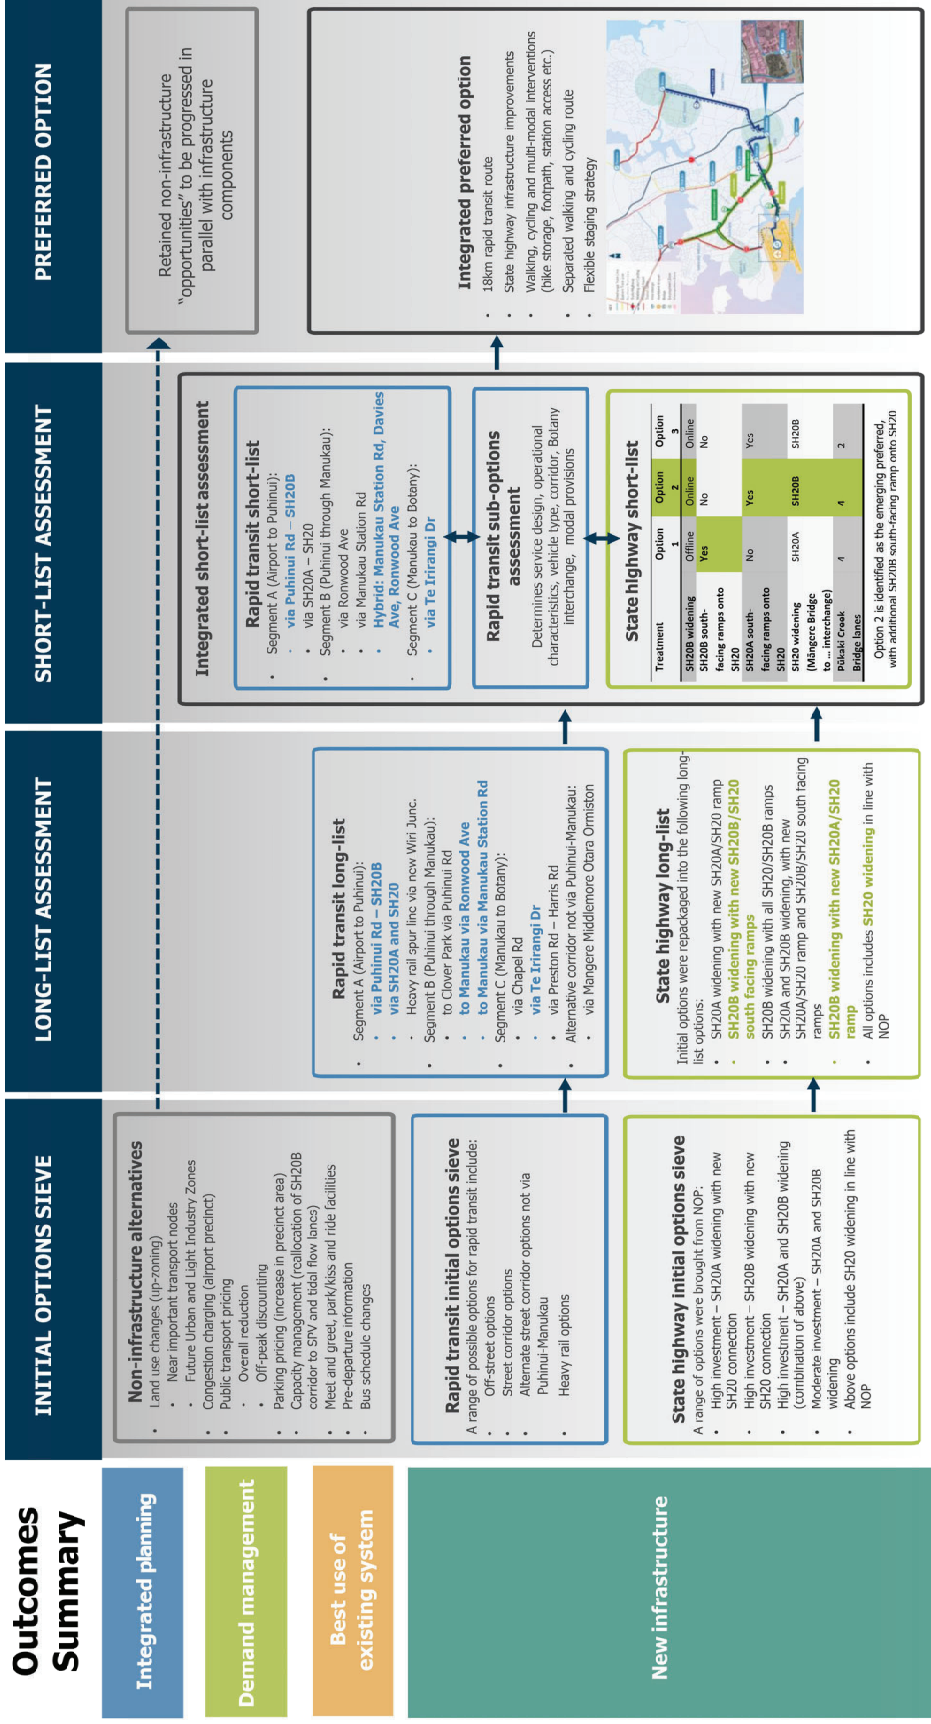 Outcomes
Summary
INITIAL OPTIONS SIEVE
LONG-LIST ASSESSMENT
SHORT-LIST ASSESSMENT
PREFERRED OPTION
Integrated planning
Demand management
Best use of
existing system
New infrastructure
Non-infrastructure alternatives
• Land use changes (up-zoning)
• Near important transport nodes
- Future Urban and Light Industry Zones
• Congestion charging (airport precinct)
• Public transport pricing
- Overall reduction
• Off-peak discounting
• Parking pricing (increase in precinct area)
• Capacity management (reallocation of SH20B
corridor to SPV and tidal flow lanes)
• Meet and greet, park/kiss and ride facilities
• Pre-departure information
- Bus schedule changes
Rapid transit initial options sieve
A range of possible options for rapid transit include:
• Off-street options
• Street corridor options
• Alternate street corridor options not via
Puhinui-Manukau
• Heavy rail options
State highway initial options sieve
A range of options were brought from NOP:
• High investment – SH20A widening with new
SH20 connection
• High investment – SH20B widening with new
SH20 connection
• High investment – SH20A and SH20B widening
(combination of above)
• Moderate investment – SH20A and SH20B
widening
• Above options include SH20 widening in line with
NOP
Rapid transit long-list
• Segment A (Airport to Puhinui):
• via Puhinui Rd – SH20B
• via SH20A and SH20
- Heavy rail spur line via new Wiri Junc.
• Segment B (Puhinui through Manukau):
• to Clover Park via Puhinui Rd
• to Manukau via Ronwood Ave
• to Manukau via Manukau Station Rd
• Segment C (Manukau to Botany):
• via Chapel Rd
- via Te Irirangi Dr
• via Preston Rd – Harris Rd
• Alternative corridor not via Puhinui-Manukau:
• via Mangere Middlemore Otara Ormiston
State highway long-list
Initial options were repackaged into the following long-
list options:
• SH20A widening with new SH20A/SH20 ramp
- SH20B widening with new SH20B/SH20
south facing ramps
• SH20B widening with all SH20/SH20B ramps
• SH20A and SH20B widening, with new
SH20A/SH20 ramp and SH20B/SH20 south facing
ramps
- SH20B widening with new SH20A/SH20
ramp
• All options includes SH20 widening in line with
NOP
Integrated short-list assessment
Rapid transit short-list
• Segment A (Airport to Puhinui):
- via Puhinui Rd – SH20B
• via SH20A – SH20
• Segment B (Puhinui through Manukau):
• via Ronwood Ave
• via Manukau Station Rd
• Hybrid: Manukau Station Rd, Davies
Ave, Ronwood Ave
• Segment C (Manukau to Botany):
- via Te Irirangi Dr
Rapid transit sub-options
assessment
Determines service design, operational
characteristics, vehicle type, corridor, Botany
interchange, modal provisions
State highway short-list
Treatment Option 1 Option 2 Option 3
SH20B widening Offline Online Online
SH20B south-
facing ramps onto
SH20 Yes No No
SH20A south-
facing ramps onto
SH20 No Yes Yes
SH20 widening
(Māngere Bridge
to ... interchange) SH20A SH20B SH20B
Pūkaki Creek
Bridge lanes 4 4 2
Option 2 is identified as the emerging preferred,
with additional SH20B south-facing ramp onto SH20
Retained non-infrastructure
"opportunities" to be progressed in
parallel with infrastructure
components
Integrated preferred option
• 18km rapid transit route
• State highway infrastructure improvements
• Walking, cycling and multi-modal interventions
(bike storage, footpath, station access etc.)
• Separated walking and cycling route
• Flexible staging strategy